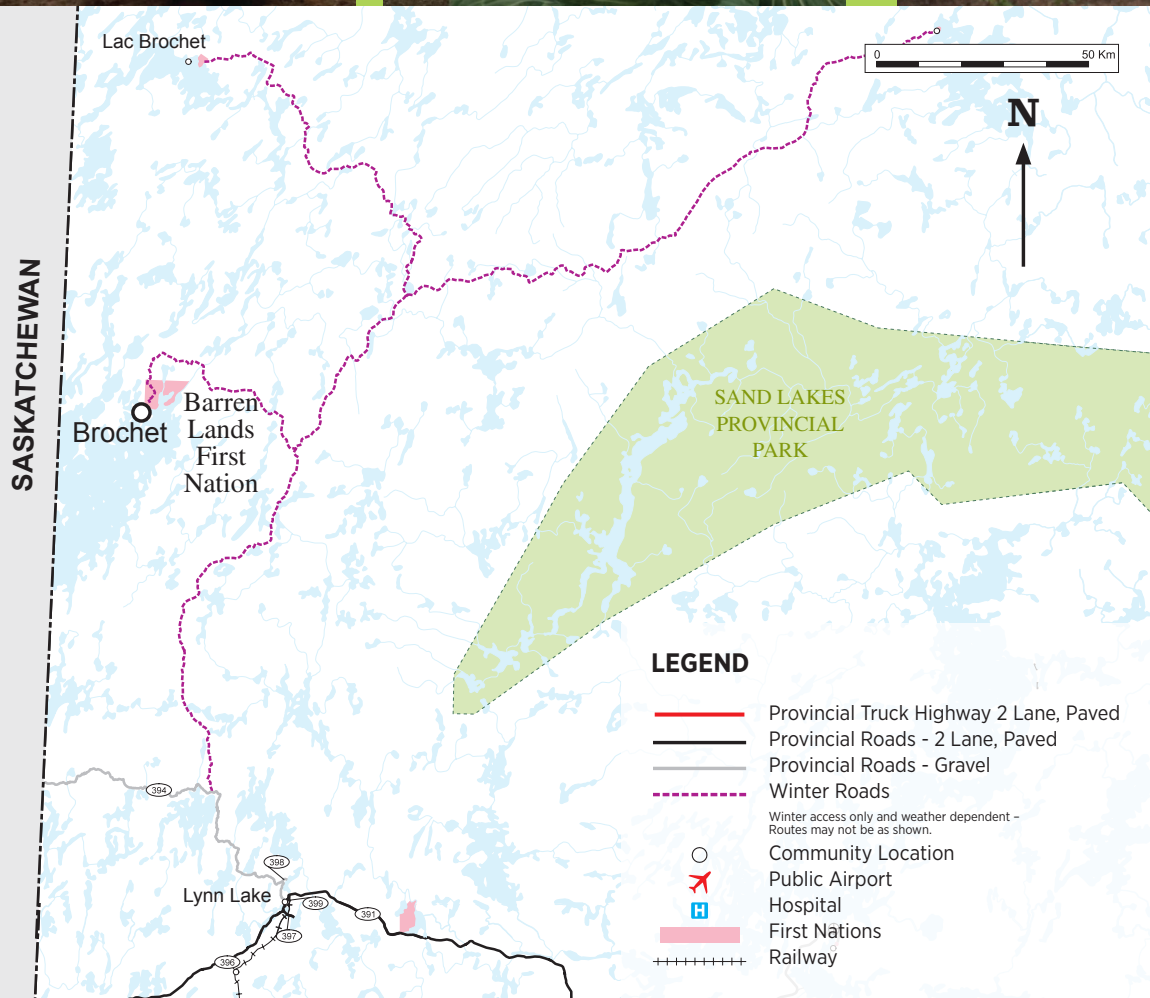 Lac Brochet
0 50 Km
N
SASKATCHEWAN
Brochet
Barren
Lands
First
Nation
SAND LAKES
PROVINCIAL
PARK
394
398
Lynn Lake
399
391
397
396
LEGEND
Provincial Truck Highway 2 Lane, Paved
Provincial Roads - 2 Lane, Paved
Provincial Roads - Gravel
Winter Roads
Winter access only and weather dependent –
Routes may not be as shown.
Community Location
Public Airport
H Hospital
First Nations
Railway